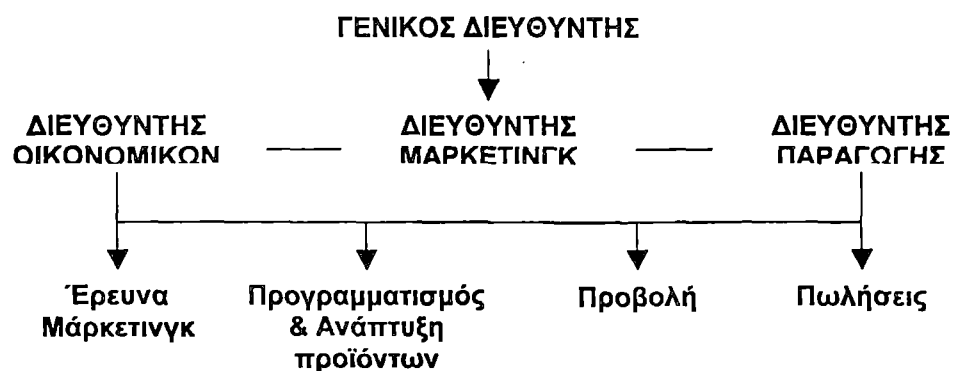 ΓΕΝΙΚΟΣ ΔΙΕΥΘΥΝΤΗΣ
ΔΙΕΥΘΥΝΤΗΣ ΟΙΚΟΝΟΜΙΚΩΝ
ΔΙΕΥΘΥΝΤΗΣ ΜΑΡΚΕΤΙΝΓΚ
ΔΙΕΥΘΥΝΤΗΣ ΠΑΡΑΓΩΓΗΣ
Έρευνα
Μάρκετινγκ
Προγραμματισμός
& Ανάπτυξη
προϊόντων
Προβολή
Πωλήσεις